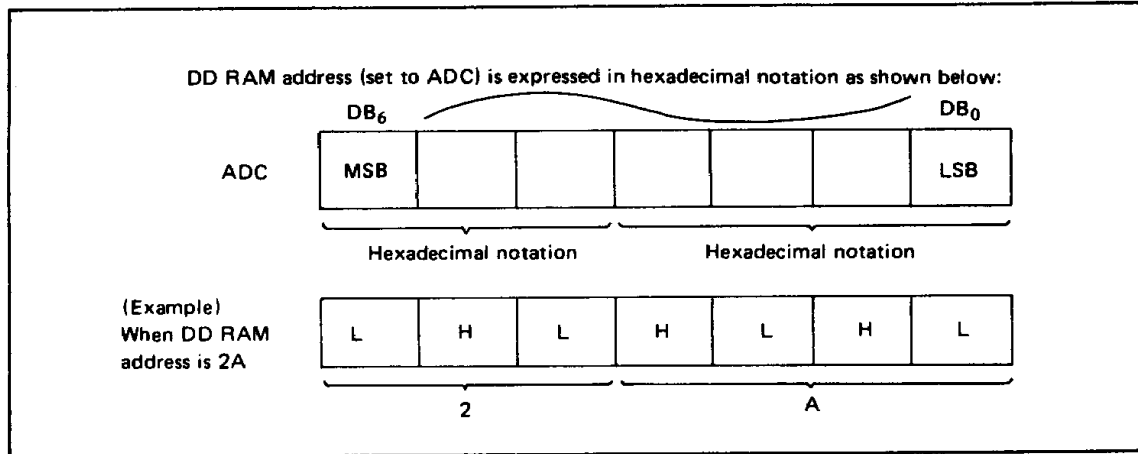 DD RAM address (set to ADC) is expressed in hexadecimal notation as shown below:
DB₆ DB₀
ADC MSB LSB
Hexadecimal notation Hexadecimal notation
(Example)
When DD RAM
address is 2A
L H L H L H L
2 A